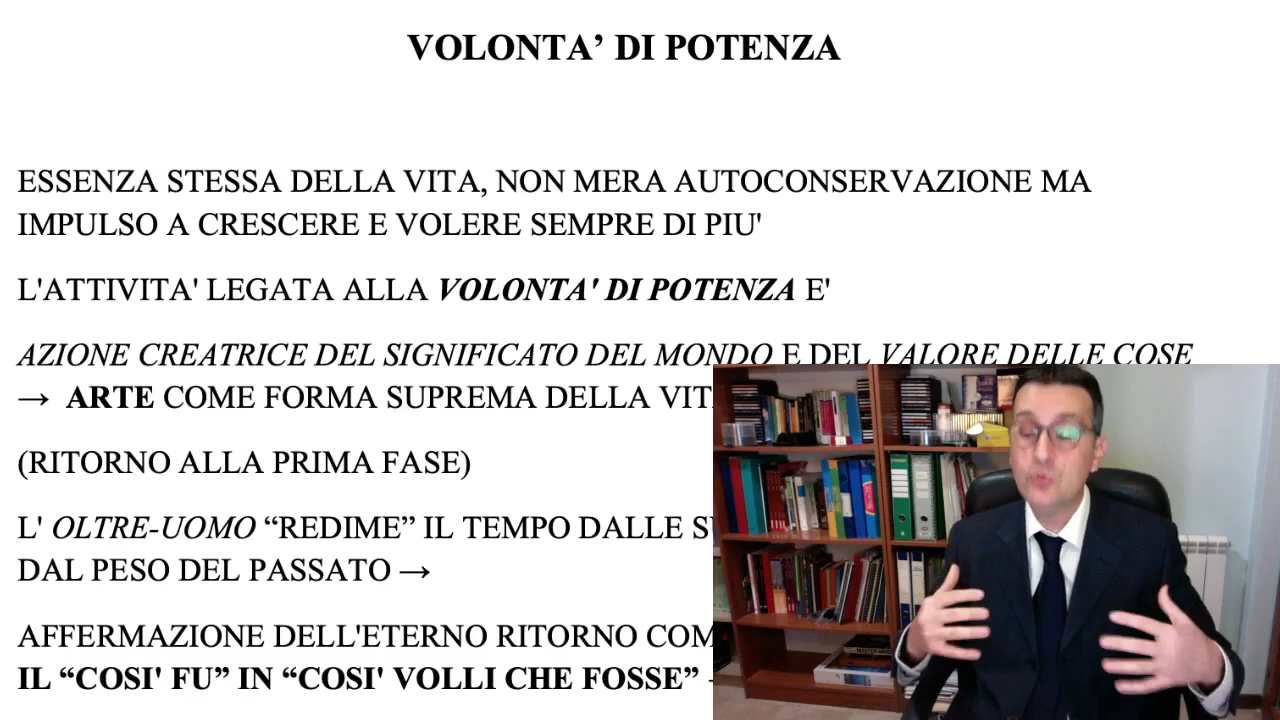 VOLONTA’ DI POTENZA
ESSENZA STESSA DELLA VITA, NON MERA AUTOCONSERVAZIONE MA
IMPULSO A CRESCERE E VOLERE SEMPRE DI PIU'
L'ATTIVITA' LEGATA ALLA VOLONTA' DI POTENZA E'
AZIONE CREATRICE DEL SIGNIFICATO DEL MONDO E DEL VALORE DELLE COSE
→ ARTE COME FORMA SUPREMA DELLA VIT
(RITORNO ALLA PRIMA FASE)
L' OLTRE-UOMO “REDIME” IL TEMPO DALLE S
DAL PESO DEL PASSATO →
AFFERMAZIONE DELL'ETERNO RITORNO COM
IL “COSI' FU” IN “COSI' VOLLI CHE FOSSE”